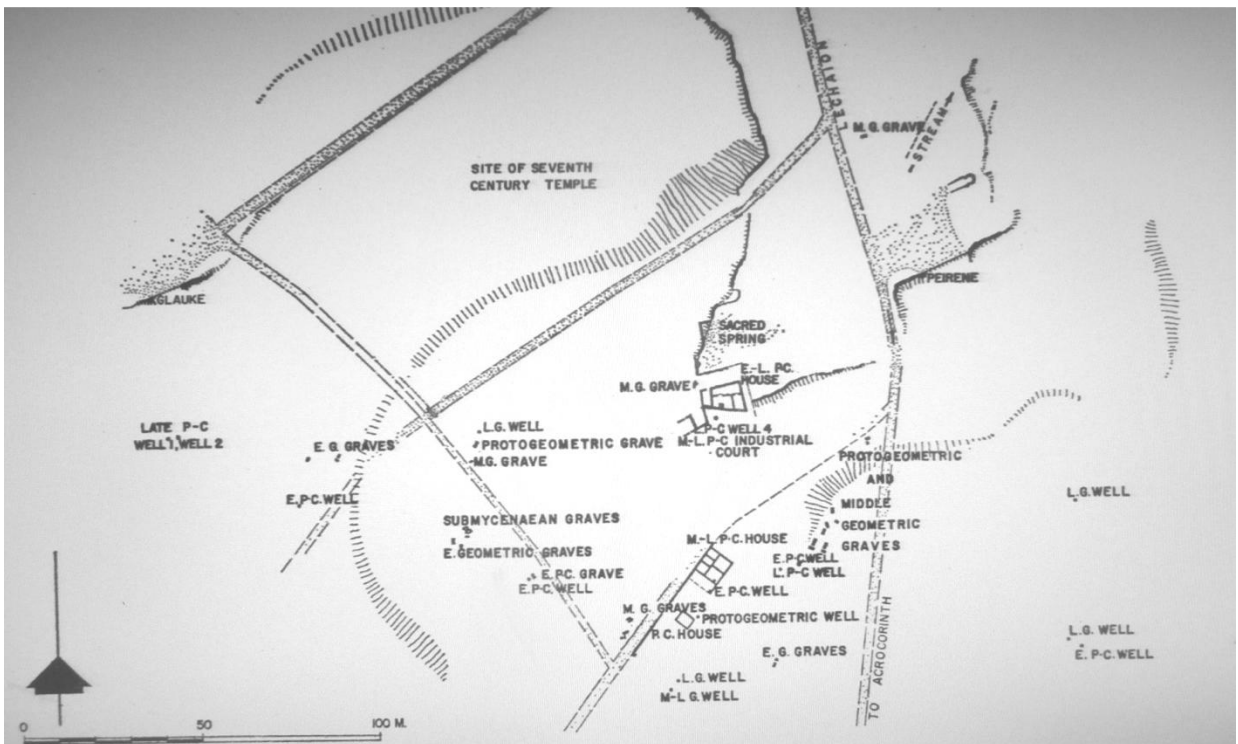 LECHAION
M. G. GRAVE
STREAM
SITE OF SEVENTH
CENTURY TEMPLE
GLAUKE
PEIRENE
SACRED
SPRING
E.-L. P.C.
HOUSE
M.G. GRAVE
L.P-C WELL 4
M.-L. P-C INDUSTRIAL
COURT
LATE P-C
WELL 1, WELL 2
E. G. GRAVES
L.G. WELL
PROTOGEOMETRIC GRAVE
M.G. GRAVE
PROTOGEOMETRIC
AND
MIDDLE
GEOMETRIC
GRAVES
L.G. WELL
E.P-C. WELL
SUBMYCENAEAN GRAVES
E. GEOMETRIC GRAVES
E. P.C. GRAVE
E.P-C. WELL
M.-L. P-C. HOUSE
E.P-C WELL
L. P-C WELL
E.P-C. WELL
M. G. GRAVES
PROTOGEOMETRIC WELL
P. C. HOUSE
E. G. GRAVES
L.G. WELL
M-L G. WELL
L.G. WELL
E. P-C. WELL
TO ACROCORINTH
0 50 100 M.